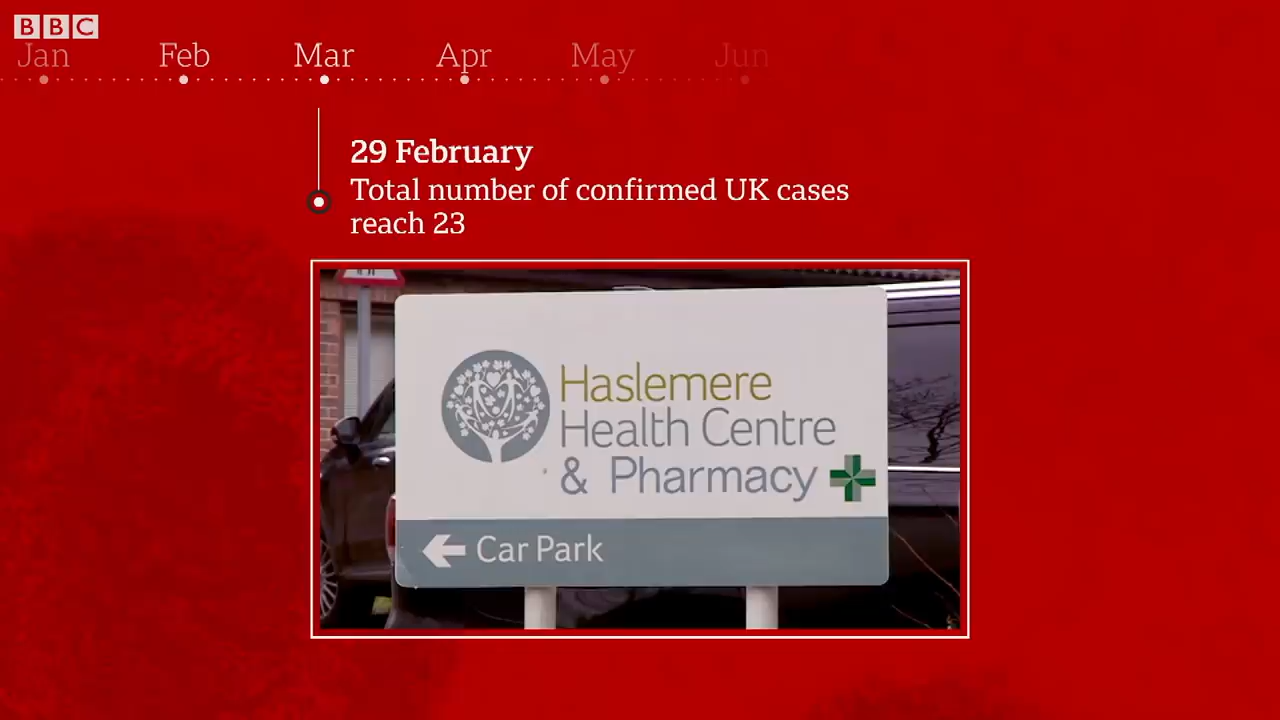 BBC
Jan Feb Mar Apr May Jun
29 February
Total number of confirmed UK cases
reach 23
Haslemere
Health Centre
& Pharmacy
Car Park